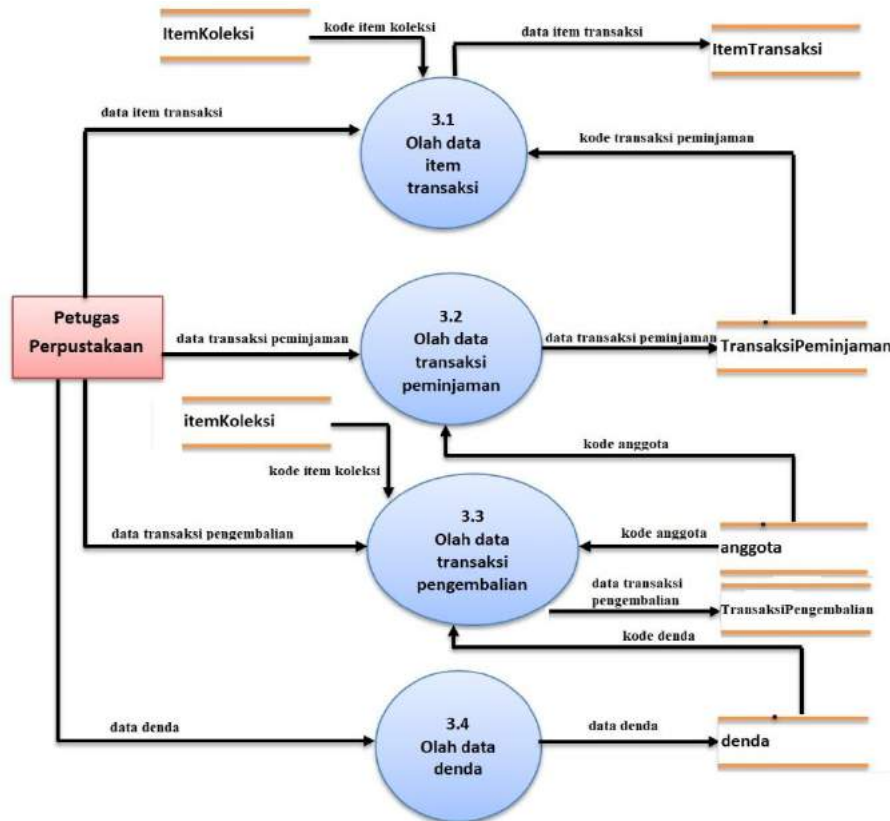 ItemKoleksi
kode item koleksi
data item transaksi
ItemTransaksi
data item transaksi
3.1
Olah data
item
transaksi
kode transaksi peminjaman
Petugas
Perpustakaan
data transaksi peminjaman
3.2
Olah data
transaksi
peminjaman
data transaksi peminjaman
TransaksiPeminjaman
itemKoleksi
kode item koleksi
kode anggota
data transaksi pengembalian
3.3
Olah data
transaksi
pengembalian
kode anggota
anggota
data transaksi
pengembalian
TransaksiPengembalian
kode denda
data denda
3.4
Olah data
denda
data denda
denda